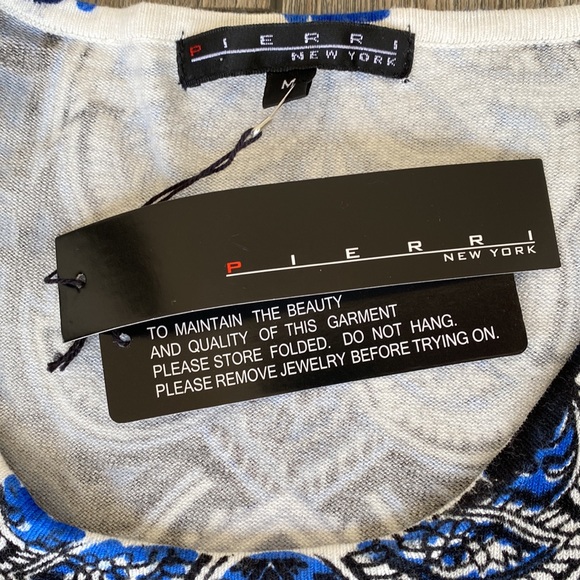 PIERRI
NEW YORK
M
PIERRI
NEW YORK
TO MAINTAIN THE BEAUTY
AND QUALITY OF THIS GARMENT
PLEASE STORE FOLDED. DO NOT HANG.
PLEASE REMOVE JEWELRY BEFORE TRYING ON.